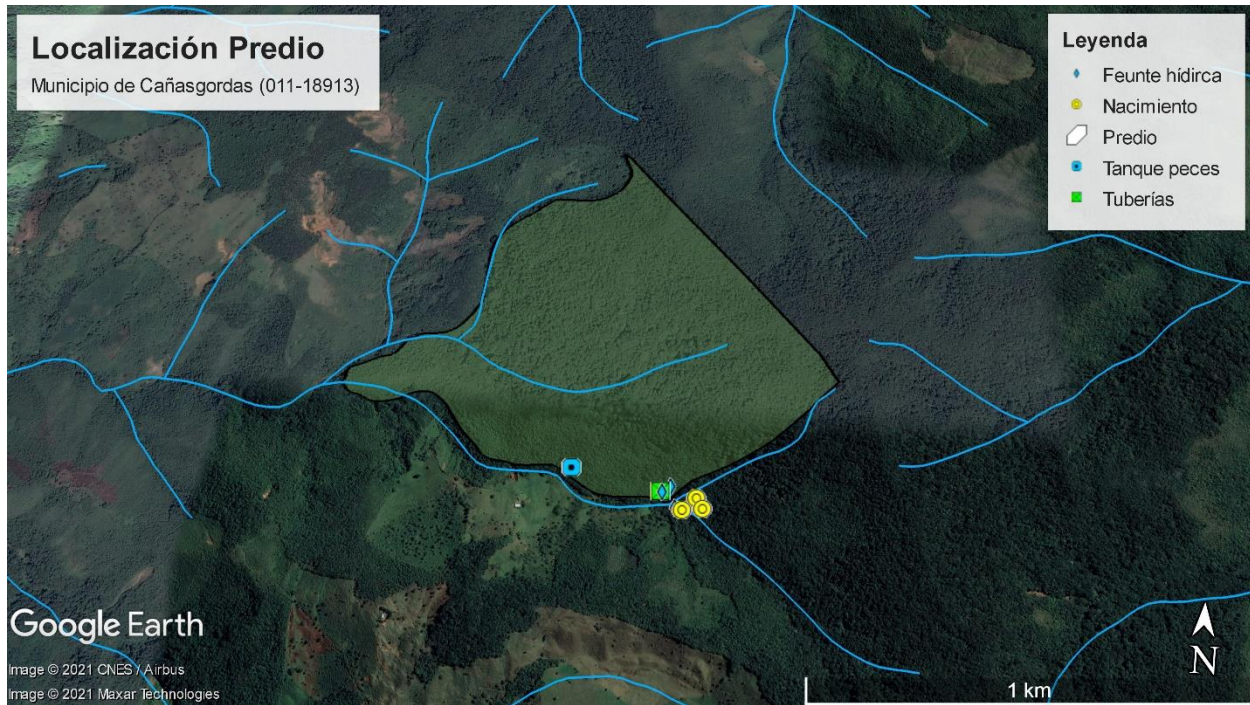 Localización Predio
Municipio de Cañasgordas (011-18913)
Leyenda
Feunte hídirca
Nacimiento
Predio
Tanque peces
Tuberías
Google Earth
Image © 2021 CNES / Airbus
Image © 2021 Maxar Technologies
N
1 km